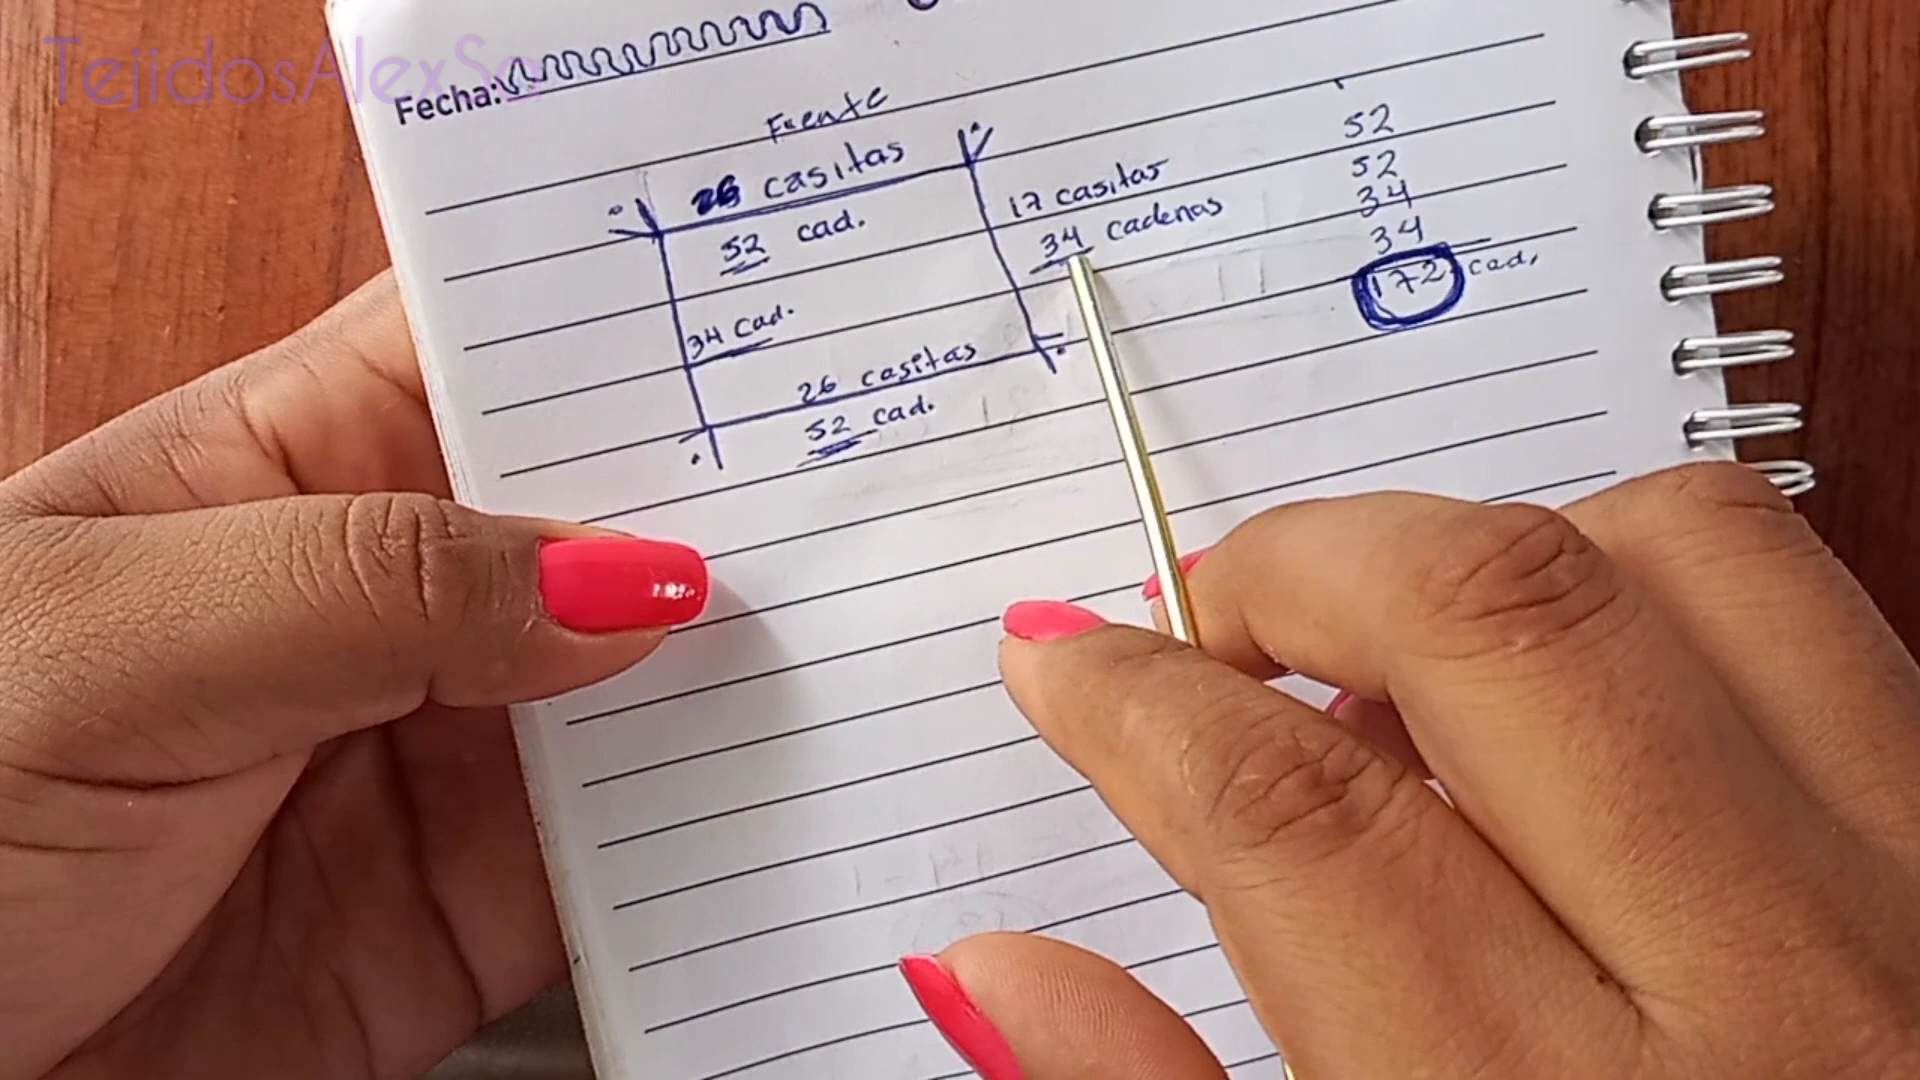 TejidosAlexSa
Fecha:
Frente
26 casitas
52 cad.
17 casitas
34 cadenas
34 cad.
26 casitas
52 cad.
52
52
34
34
172 cad.